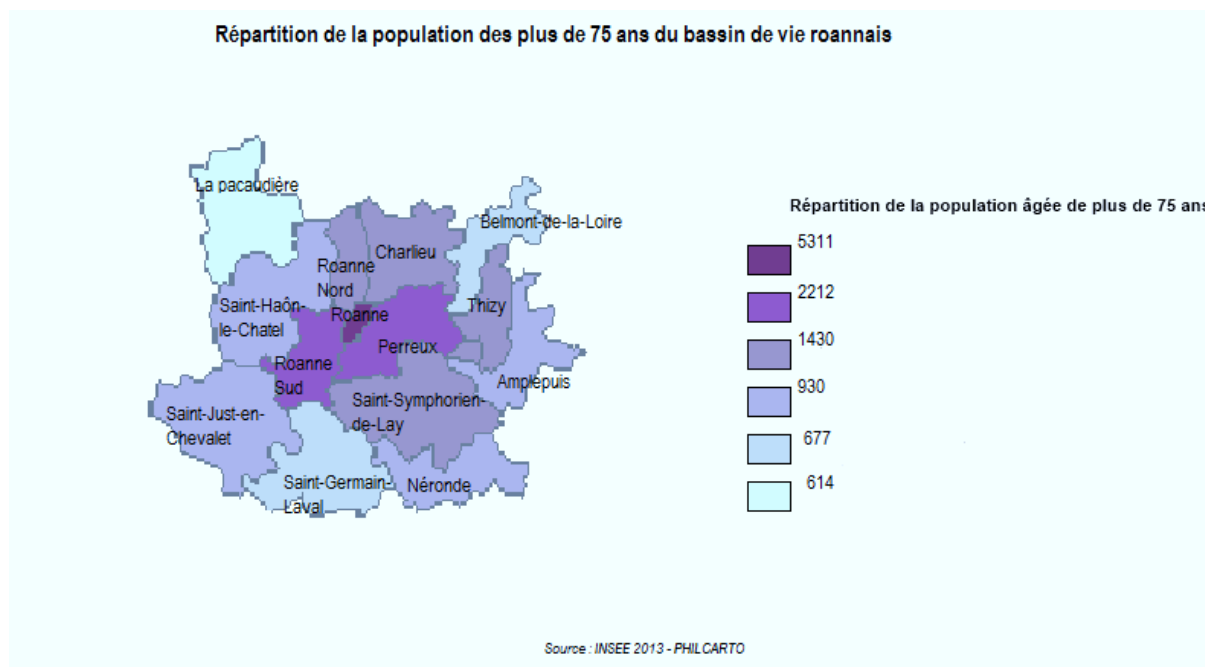 Répartition de la population des plus de 75 ans du bassin de vie roannais
La pacaudière
Belmont-de-la-Loire
Charlieu
Roanne
Nord
Saint-Haôn-
le-Chatel
Roanne
Thizy
Perreux
Roanne
Sud
Amplepuis
Saint-Symphorien-
de-Lay
Saint-Just-en-
Chevalet
Saint-Germain-
Laval
Néronde
Répartition de la population âgée de plus de 75 ans
5311
2212
1430
930
677
614
Source : INSEE 2013 - PHILCARTO